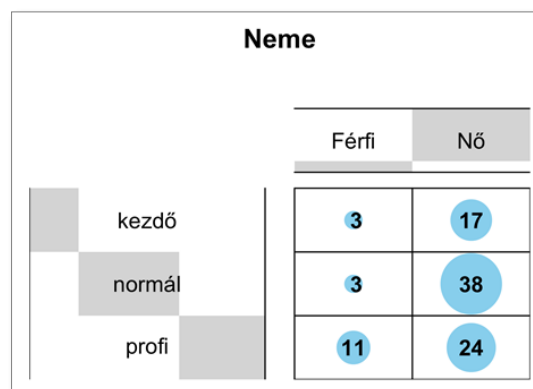 Neme
Férfi Nő
kezdő 3 17
normál 3 38
profi 11 24